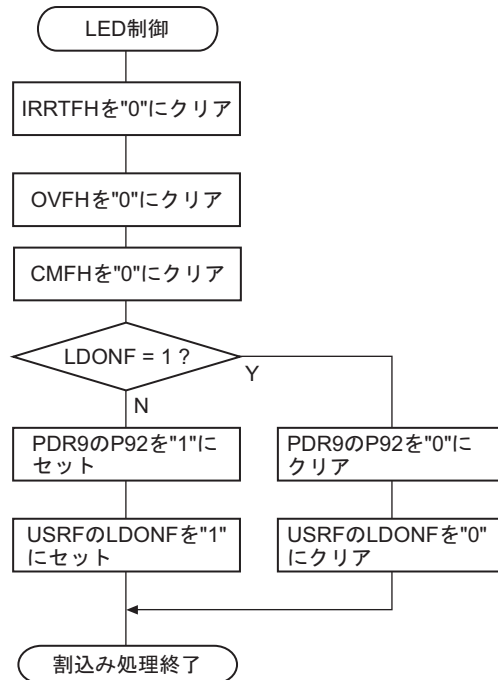 LED制御
IRRTFHを"0"にクリア
OVFHを"0"にクリア
CMFHを"0"にクリア
LDONF = 1 ?
Y
N
PDR9のP92を"1"に
セット
PDR9のP92を"0"に
クリア
USRFのLDONFを"1"
にセット
USRFのLDONFを"0"
にクリア
割込み処理終了